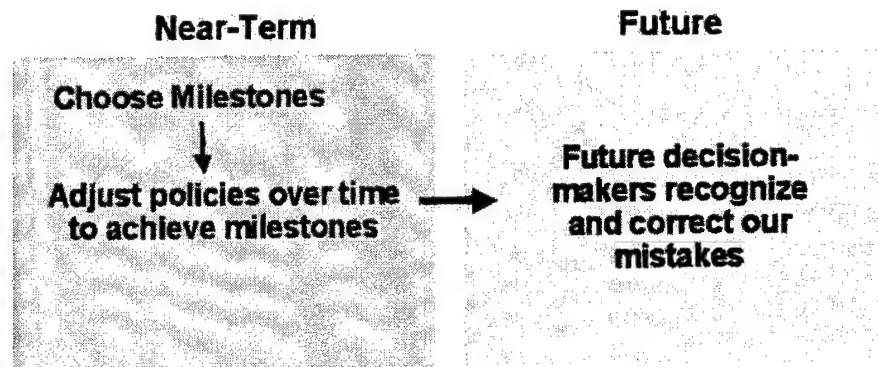 Near-Term
Future
Choose Milestones
Adjust policies over time
to achieve milestones
Future decision-
makers recognize
and correct our
mistakes